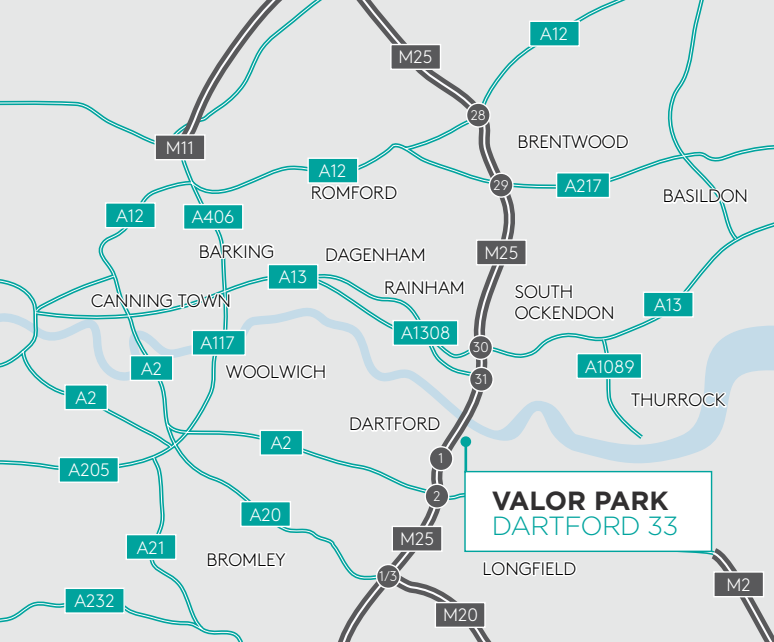 A12
M25
28
BRENTWOOD
M11
A12
ROMFORD
29
A217
BASILDON
A12
A406
BARKING
DAGENHAM
M25
A13
RAINHAM
SOUTH
OCKENDON
CANNING TOWN
A13
A1308
A117
30
A2
WOOLWICH
31
A1089
A2
THURROCK
DARTFORD
A2
1
A205
2
VALOR PARK
DARTFORD 33
A20
M25
A21
BROMLEY
1/3
LONGFIELD
M2
A232
M20